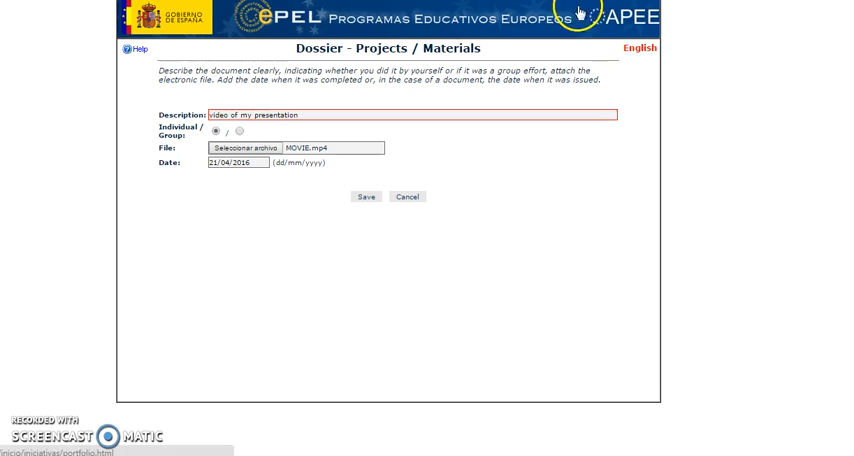 GOBIERNO
DE ESPAÑA
ePEL PROGRAMAS EDUCATIVOS EUROPEOS
APEE
Help
Dossier - Projects / Materials
English
Describe the document clearly, indicating whether you did it by yourself or if it was a group effort, attach the
electronic file. Add the date when it was completed or, in the case of a document, the date when it was issued.
Description: video of my presentation
Individual / Group: /
File: Seleccionar archivo MOVIE.mp4
Date: 21/04/2016 (dd/mm/yyyy)
Save Cancel
RECORDED WITH
SCREENCAST MATIC
/inicio/iniciativas/portfolio.html